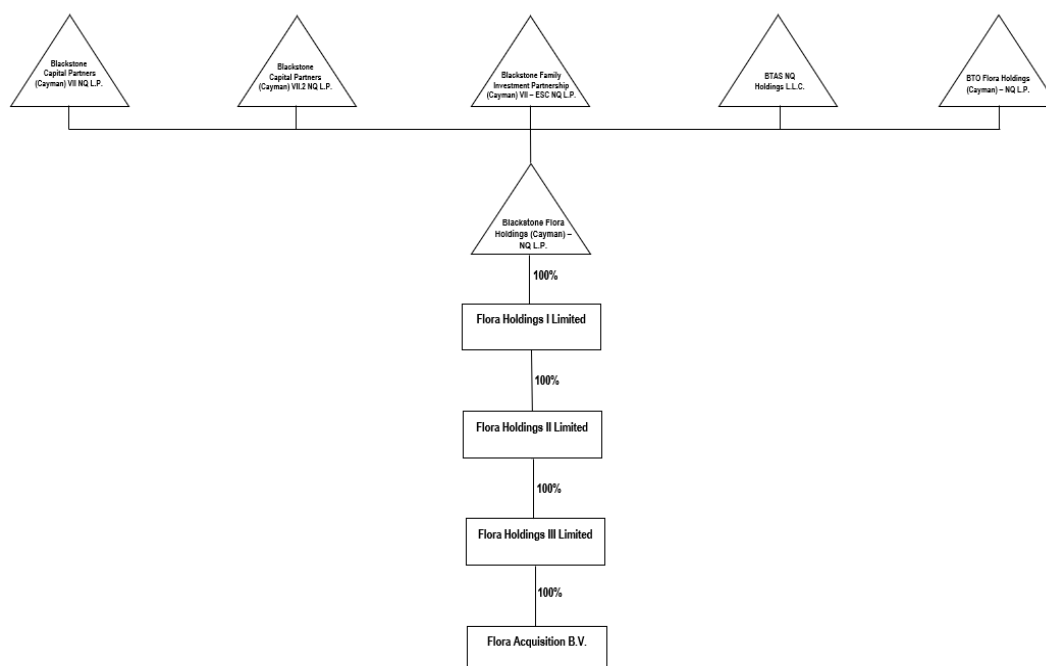 Blackstone
Capital Partners
(Cayman) VII NQ L.P.
Blackstone
Capital Partners
(Cayman) VII.2 NQ L.P.
Blackstone Family
Investment Partnership
(Cayman) VII – ESC NQ L.P.
BTAS NQ
Holdings L.L.C.
BTO Flora Holdings
(Cayman) – NQ L.P.
Blackstone Flora
Holdings (Cayman) –
NQ L.P.
100%
Flora Holdings I Limited
100%
Flora Holdings II Limited
100%
Flora Holdings III Limited
100%
Flora Acquisition B.V.